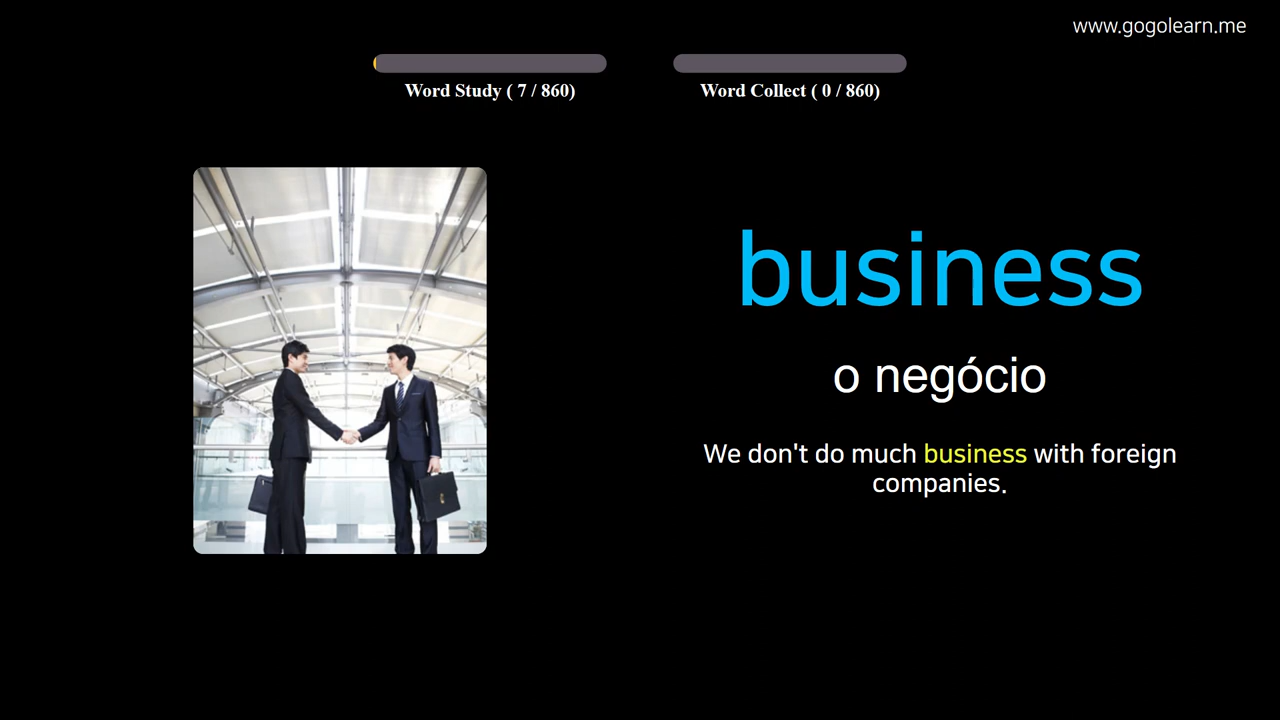 www.gogolearn.me
Word Study ( 7 / 860)
Word Collect ( 0 / 860)
business
o negócio
We don't do much business with foreign
companies.